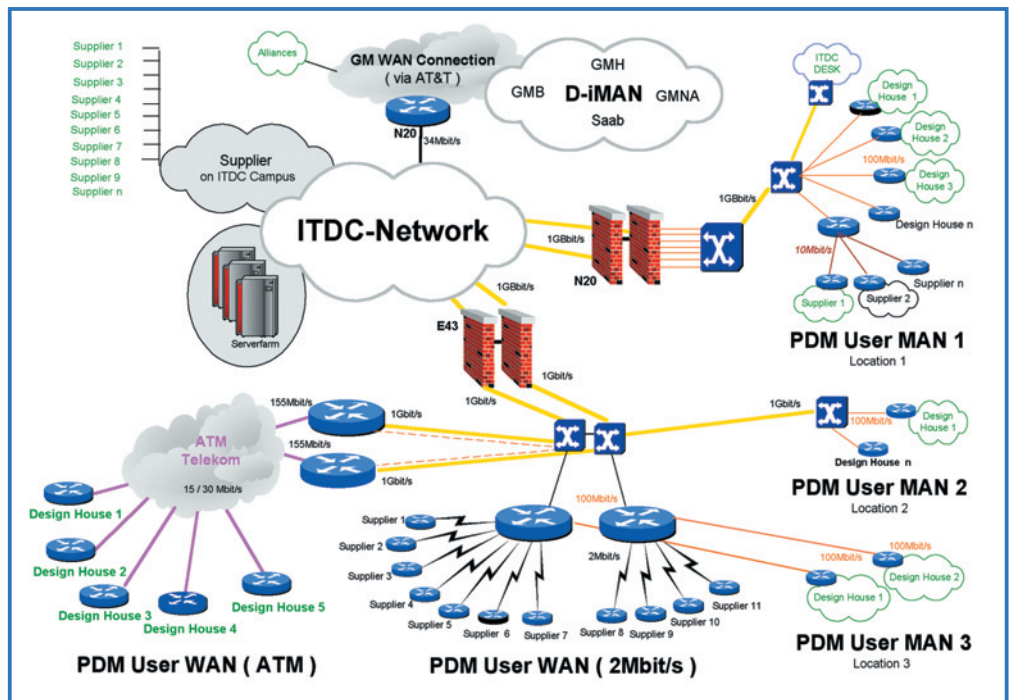 Supplier 1
Supplier 2
Supplier 3
Supplier 4
Supplier 5
Supplier 6
Supplier 7
Supplier 8
Supplier 9
Supplier n
Alliances
GM WAN Connection
( via AT&T )
N20
34Mbit/s
GMH
GMB
D-iMAN
GMNA
Saab
Supplier
on ITDC Campus
ITDC-Network
Serverfarm
1GBbit/s
1GBbit/s
N20
1GBbit/s
ITDC
DESK
Design
House 1
Design
House 2
100Mbit/s
Design
House 3
Design House n
10Mbit/s
Supplier n
Supplier 1
Supplier 2
PDM User MAN 1
Location 1
1GBbit/s
E43
1Gbit/s
1Gbit/s
155Mbit/s
1Gbit/s
155Mbit/s
1Gbit/s
ATM
Telekom
15 / 30 Mbit/s
Design House 1
Design House 2
Design House 3
Design House 4
Design House 5
PDM User WAN ( ATM )
1Gbit/s
100Mbit/s
Design
House 1
Design House n
PDM User MAN 2
Location 2
100Mbit/s
2Mbit/s
Supplier 1
Supplier 2
Supplier 3
Supplier 4
Supplier 5
Supplier 6
Supplier 7
Supplier 8
Supplier 9
Supplier 10
Supplier 11
PDM User WAN ( 2Mbit/s )
100Mbit/s
100Mbit/s
Design
House 2
Design
House 1
PDM User MAN 3
Location 3